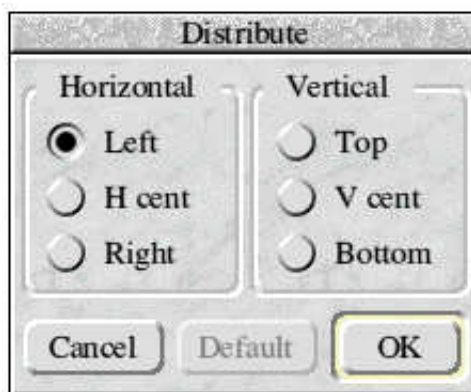 Distribute
Horizontal
Left
H cent
Right
Vertical
Top
V cent
Bottom
Cancel Default OK